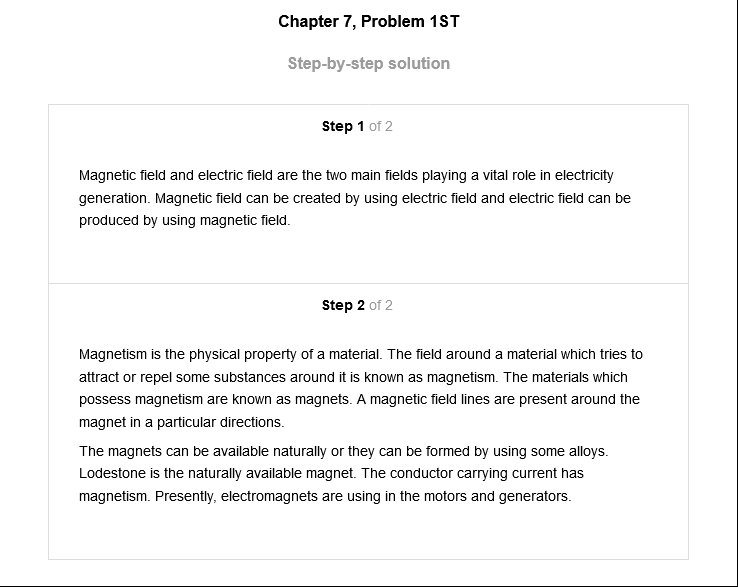 Chapter 7, Problem 1ST
Step-by-step solution
Step 1 of 2
Magnetic field and electric field are the two main fields playing a vital role in electricity
generation. Magnetic field can be created by using electric field and electric field can be
produced by using magnetic field.
Step 2 of 2
Magnetism is the physical property of a material. The field around a material which tries to
attract or repel some substances around it is known as magnetism. The materials which
possess magnetism are known as magnets. A magnetic field lines are present around the
magnet in a particular directions.
The magnets can be available naturally or they can be formed by using some alloys.
Lodestone is the naturally available magnet. The conductor carrying current has
magnetism. Presently, electromagnets are using in the motors and generators.